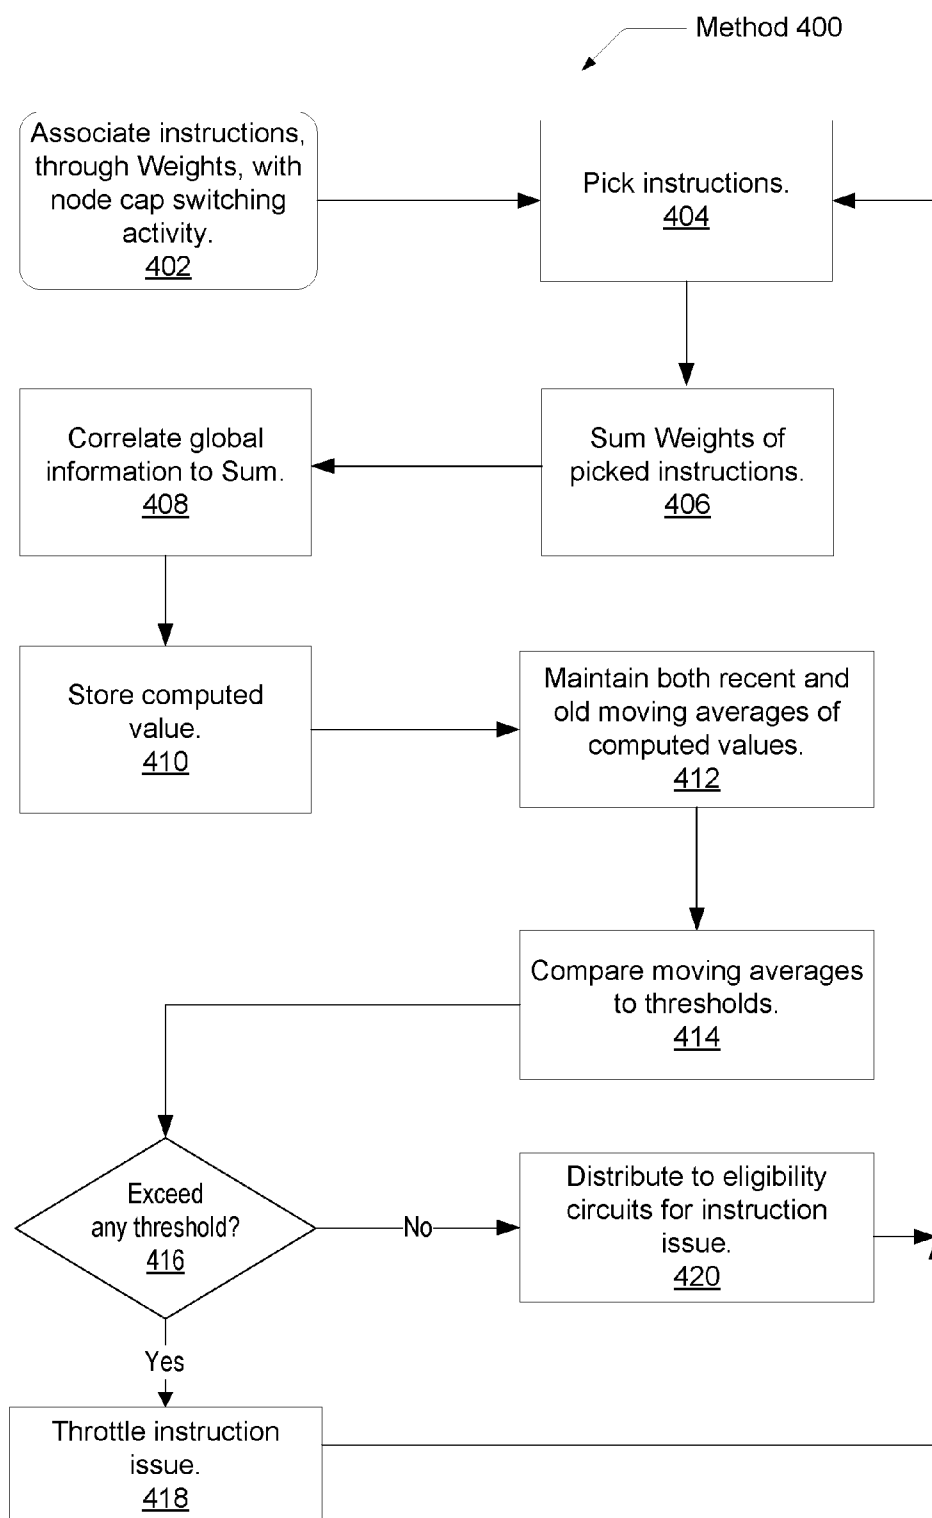 Method 400
Associate instructions,
through Weights, with
node cap switching
activity.
402
Pick instructions.
404
Sum Weights of
picked instructions.
406
Correlate global
information to Sum.
408
Store computed
value.
410
Maintain both recent and
old moving averages of
computed values.
412
Compare moving averages
to thresholds.
414
Exceed
any threshold?
416
No
Distribute to eligibility
circuits for instruction
issue.
420
Yes
Throttle instruction
issue.
418